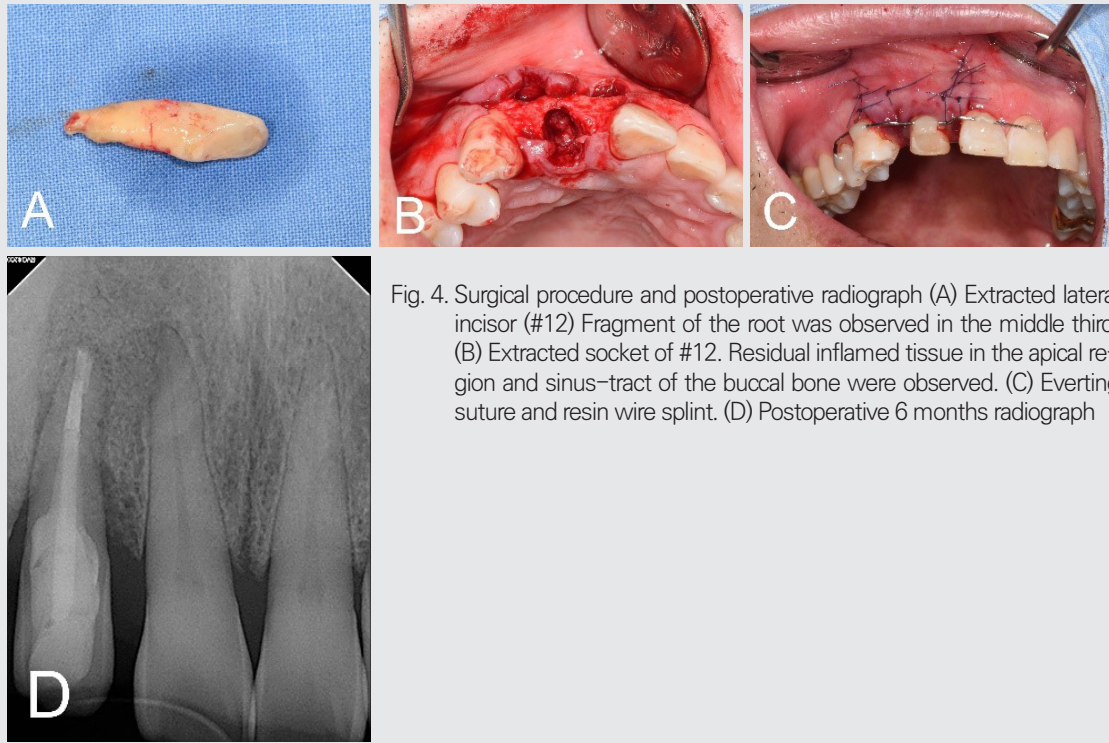 A
B
C
D
Fig. 4. Surgical procedure and postoperative radiograph (A) Extracted latera
incisor (#12) Fragment of the root was observed in the middle third
(B) Extracted socket of #12. Residual inflamed tissue in the apical re-
gion and sinus-tract of the buccal bone were observed. (C) Everting
suture and resin wire splint. (D) Postoperative 6 months radiograph